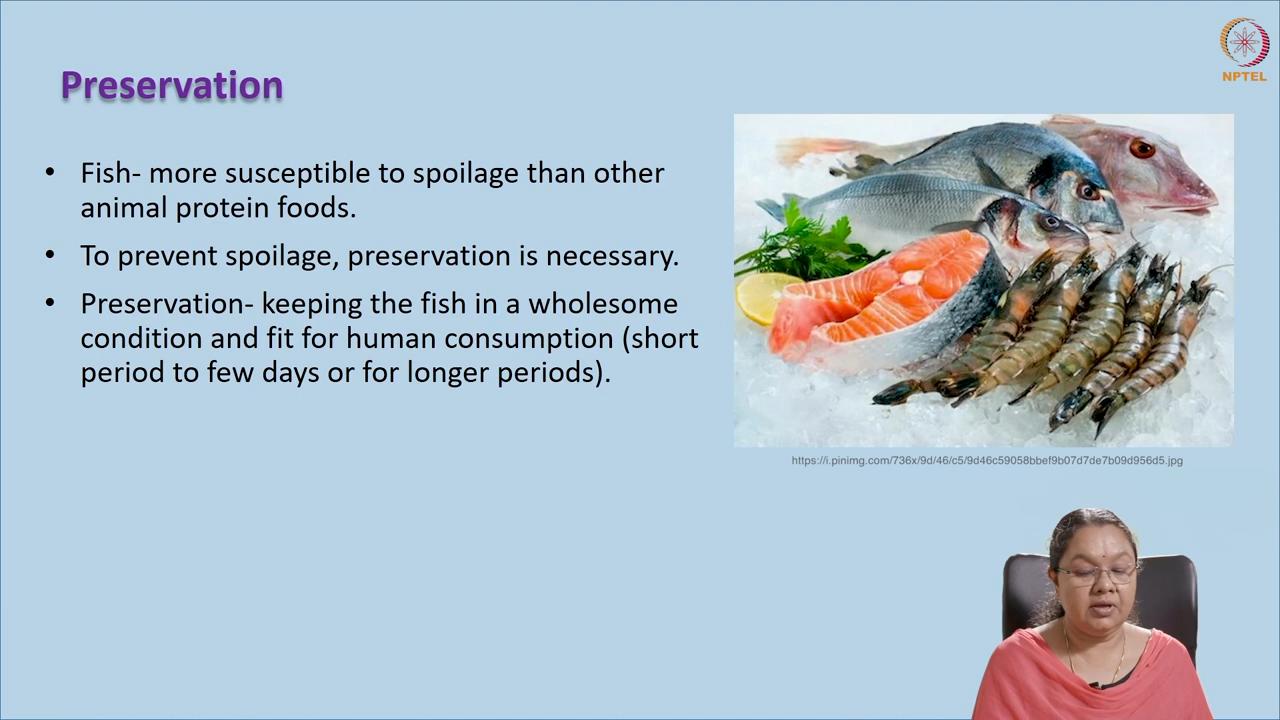 NPTEL
Preservation
• Fish- more susceptible to spoilage than other
animal protein foods.
• To prevent spoilage, preservation is necessary.
• Preservation- keeping the fish in a wholesome
condition and fit for human consumption (short
period to few days or for longer periods).
https://i.pinimg.com/736x/9d/46/c5/9d46c59058bbef9b07d7de7b09d956d5.jpg